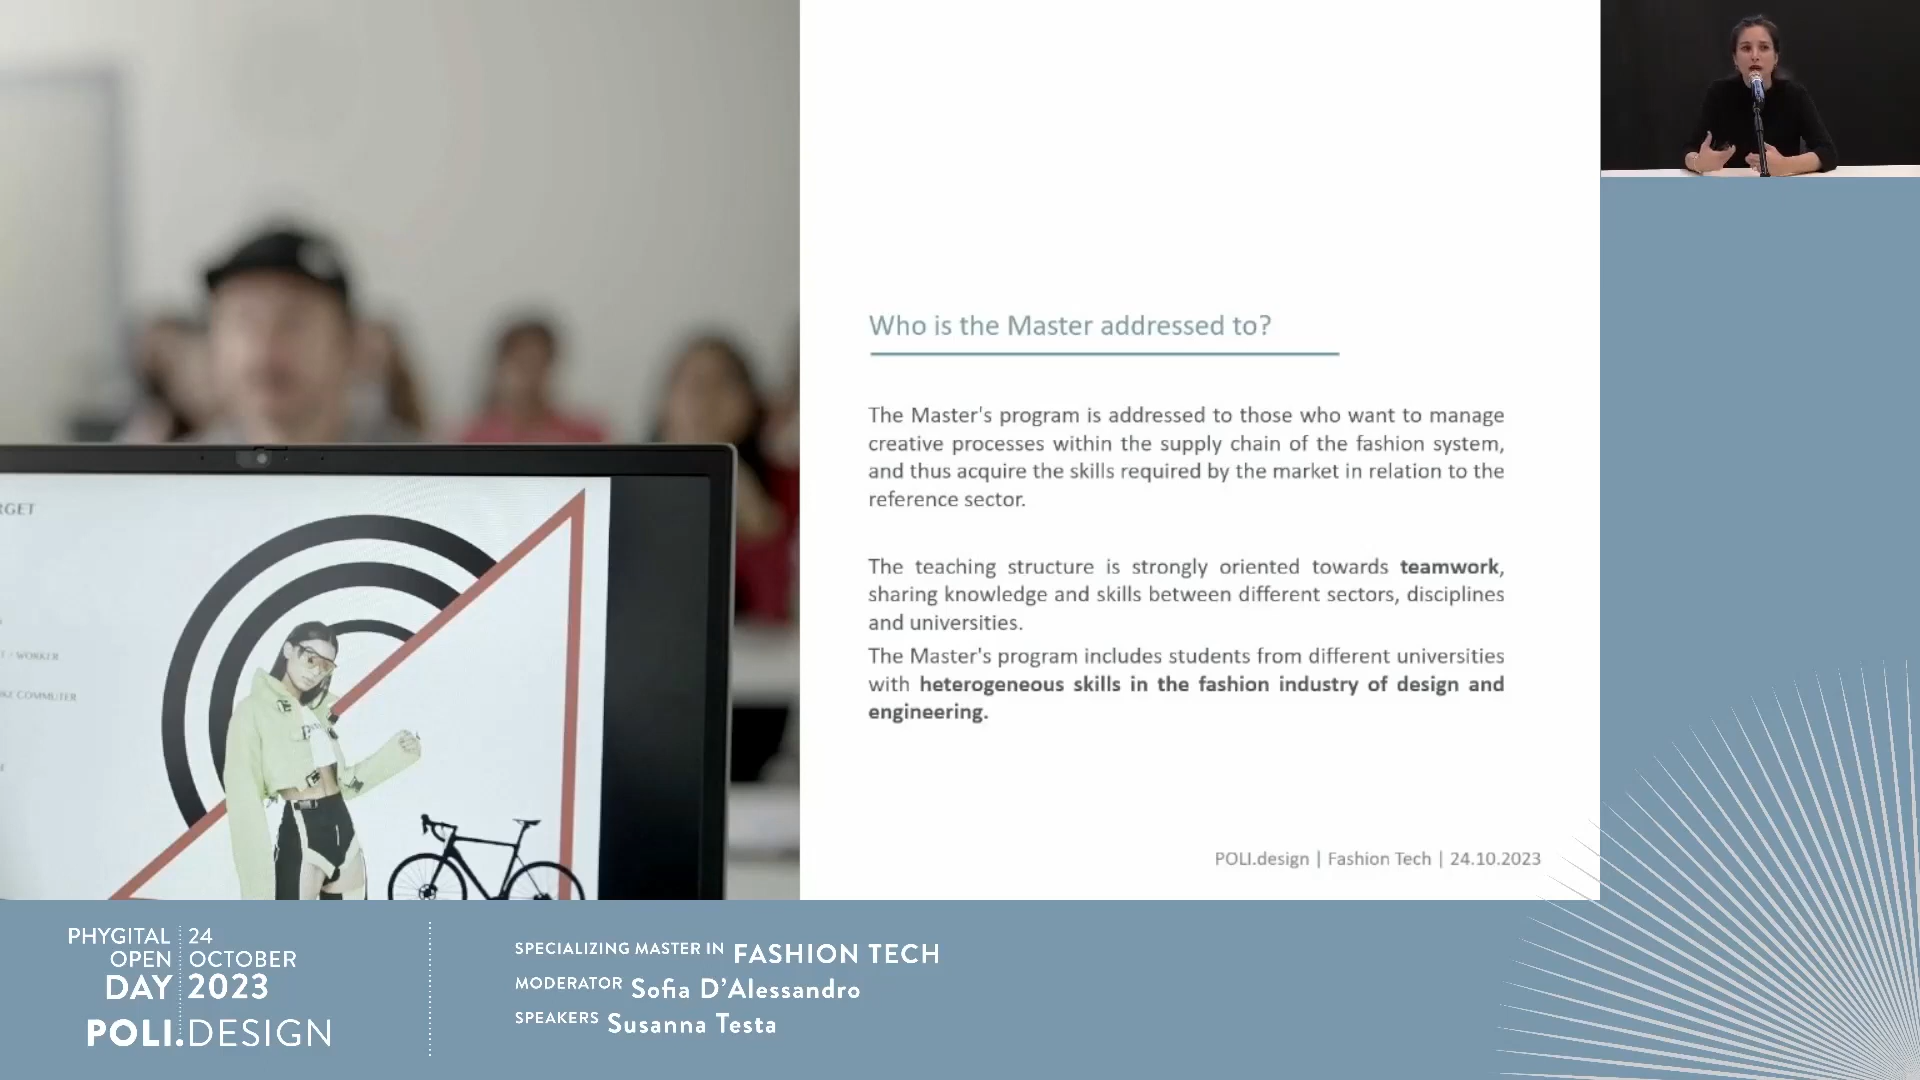 RGET
T - WORKER
KE COMMUTER
Who is the Master addressed to?
The Master's program is addressed to those who want to manage
creative processes within the supply chain of the fashion system,
and thus acquire the skills required by the market in relation to the
reference sector.
The teaching structure is strongly oriented towards teamwork,
sharing knowledge and skills between different sectors, disciplines
and universities.
The Master's program includes students from different universities
with heterogeneous skills in the fashion industry of design and
engineering.
POLI.design | Fashion Tech | 24.10.2023
PHYGITAL 24
OPEN OCTOBER
DAY 2023
POLI.DESIGN
SPECIALIZING MASTER IN FASHION TECH
MODERATOR Sofia D'Alessandro
SPEAKERS Susanna Testa